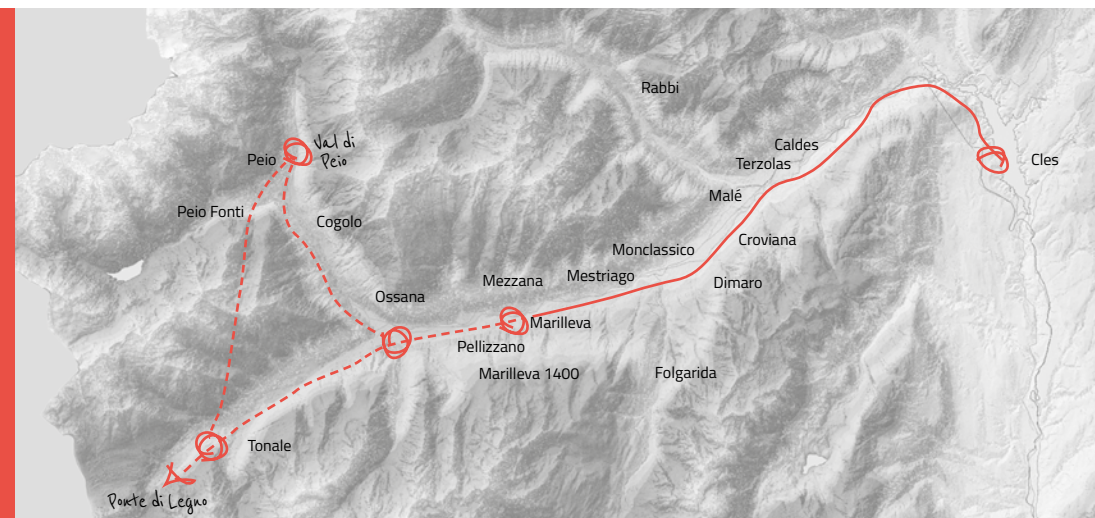 Rabbi
Val di
Peio
Caldes
Peio
Cles
Terzolas
Malé
Peio Fonti
Cogolo
Croviana
Monclassico
Mestriago
Mezzana
Dimaro
Ossana
Marilleva
Pellizzano
Marilleva 1400
Folgarida
Tonale
Ponte di Legno